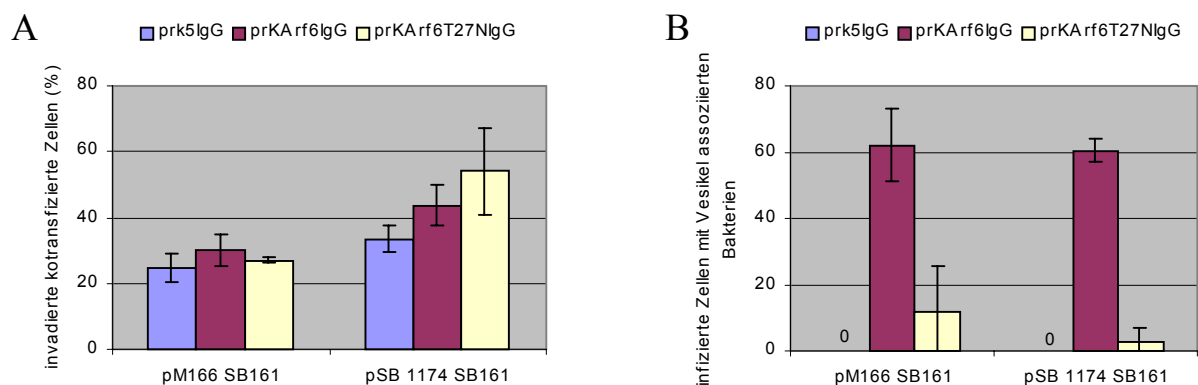 A
prk5IgG prKArf6IgG prKArf6T27NIgG
invadierte kotransfizierte Zellen (%)
80
60
40
20
0
pM166 SB161 pSB 1174 SB161
B
prk5IgG prKArf6IgG prKArf6T27NIgG
infizierte Zellen mit Vesikel assoziierten
Bakterien
80
60
40
20
0
0 0
pM166 SB161 pSB 1174 SB161